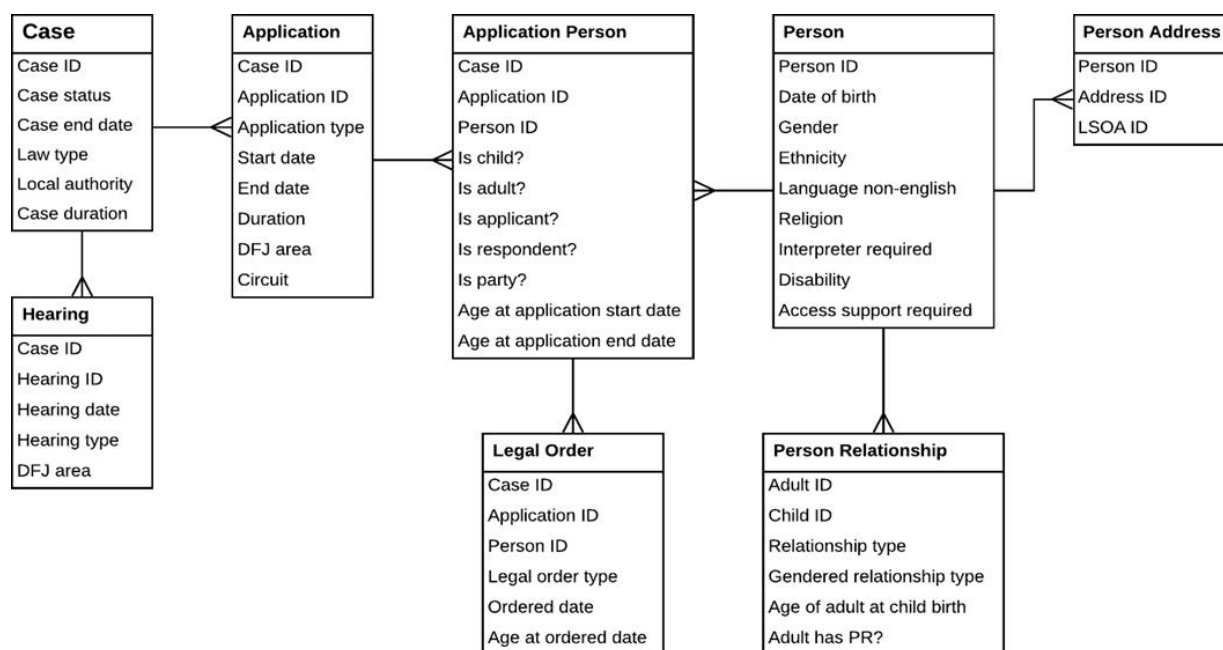 Case
Case ID
Case status
Case end date
Law type
Local authority
Case duration
Hearing
Case ID
Hearing ID
Hearing date
Hearing type
DFJ area
Application
Case ID
Application ID
Application type
Start date
End date
Duration
DFJ area
Circuit
Application Person
Case ID
Application ID
Person ID
Is child?
Is adult?
Is applicant?
Is respondent?
Is party?
Age at application start date
Age at application end date
Legal Order
Case ID
Application ID
Person ID
Legal order type
Ordered date
Age at ordered date
Person
Person ID
Date of birth
Gender
Ethnicity
Language non-english
Religion
Interpreter required
Disability
Access support required
Person Relationship
Adult ID
Child ID
Relationship type
Gendered relationship type
Age of adult at child birth
Adult has PR?
Person Address
Person ID
Address ID
LSOA ID